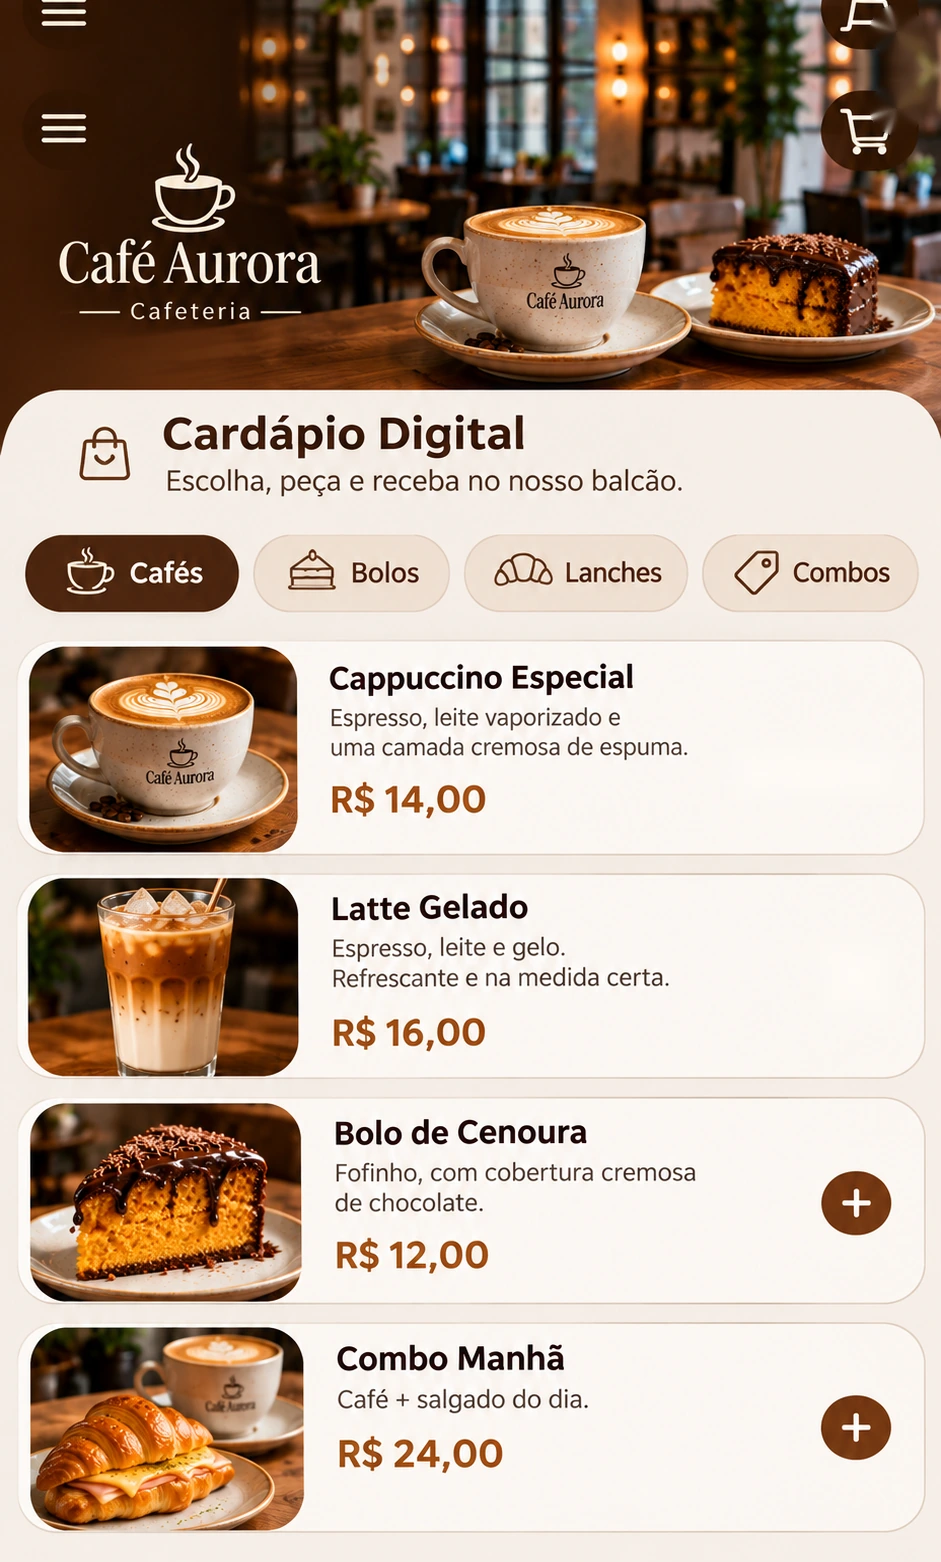 Café Aurora
Cafeteria
Café Aurora
Cardápio Digital
Escolha, peça e receba no nosso balcão.
Cafés
Bolos
Lanches
Combos
Café Aurora
Cappuccino Especial
Espresso, leite vaporizado e
uma camada cremosa de espuma.
R$ 14,00
Latte Gelado
Espresso, leite e gelo.
Refrescante e na medida certa.
R$ 16,00
Bolo de Cenoura
Fofinho, com cobertura cremosa
de chocolate.
R$ 12,00
+
Café Aurora
Combo Manhã
Café + salgado do dia.
R$ 24,00
+